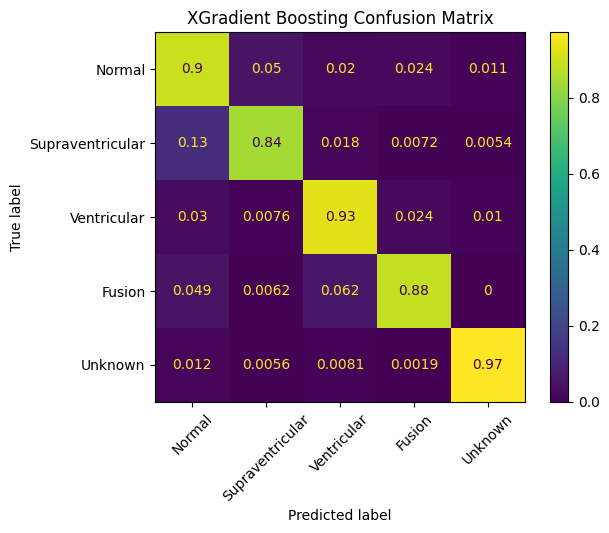 XGradient Boosting Confusion Matrix
Normal 0.9 0.05 0.02 0.024 0.011
Supraventricular 0.13 0.84 0.018 0.0072 0.0054
Ventricular 0.03 0.0076 0.93 0.024 0.01
Fusion 0.049 0.0062 0.062 0.88 0
Unknown 0.012 0.0056 0.0081 0.0019 0.97
True label
Normal Supraventricular Ventricular Fusion Unknown
Predicted label
0.8
0.6
0.4
0.2
0.0